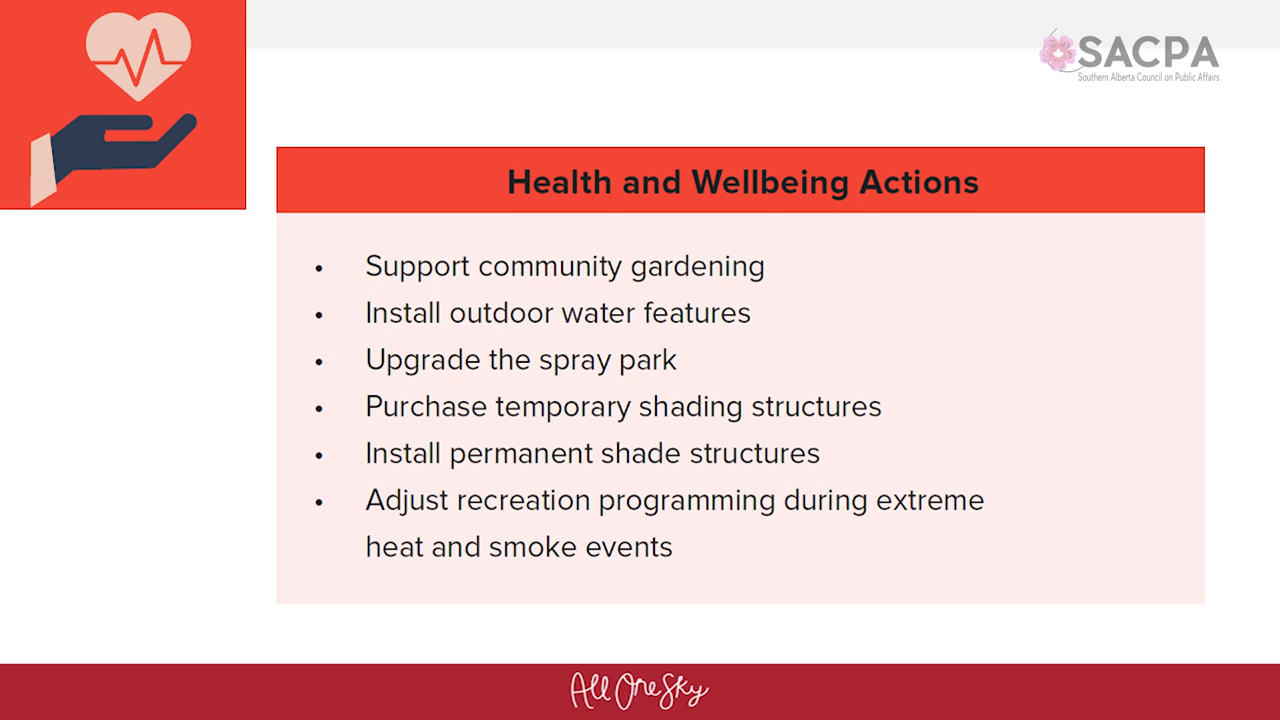 SACPA
Southern Alberta Council on Public Affairs
Health and Wellbeing Actions
• Support community gardening
• Install outdoor water features
• Upgrade the spray park
• Purchase temporary shading structures
• Install permanent shade structures
• Adjust recreation programming during extreme
heat and smoke events
All One Sky